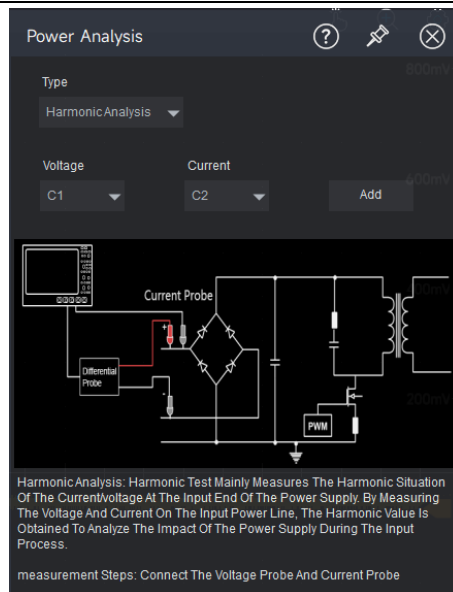 Power Analysis
?
800mV
Type
Harmonic Analysis
Voltage
Current
600mV
C1
C2
Add
Current Probe
400mV
+
Differential
Probe
-
200mV
PWM
Harmonic Analysis: Harmonic Test Mainly Measures The Harmonic Situation
Of The Current/voltage At The Input End Of The Power Supply. By Measuring
The Voltage And Current On The Input Power Line, The Harmonic Value Is
Obtained To Analyze The Impact Of The Power Supply During The Input
Process.
measurement Steps: Connect The Voltage Probe And Current Probe